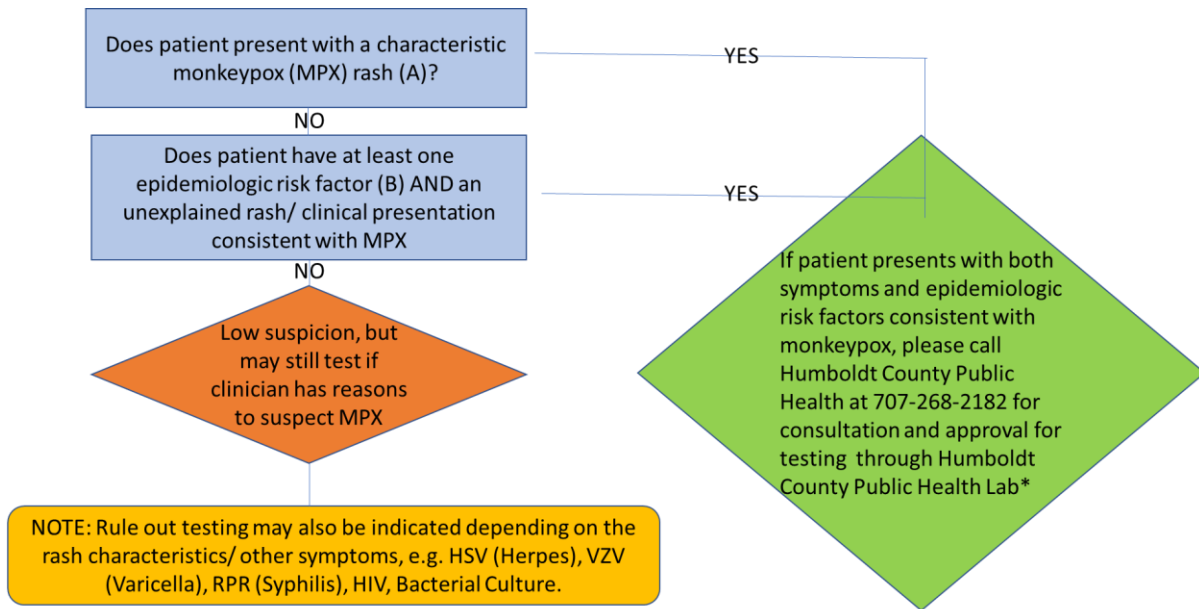 Does patient present with a characteristic
monkeypox (MPX) rash (A)?
YES
NO
Does patient have at least one
epidemiologic risk factor (B) AND an
unexplained rash/ clinical presentation
consistent with MPX
YES
NO
Low suspicion, but
may still test if
clinician has reasons
to suspect MPX
If patient presents with both
symptoms and epidemiologic
risk factors consistent with
monkeypox, please call
Humboldt County Public
Health at 707-268-2182 for
consultation and approval for
testing through Humboldt
County Public Health Lab*
NOTE: Rule out testing may also be indicated depending on the
rash characteristics/ other symptoms, e.g. HSV (Herpes), VZV
(Varicella), RPR (Syphilis), HIV, Bacterial Culture.